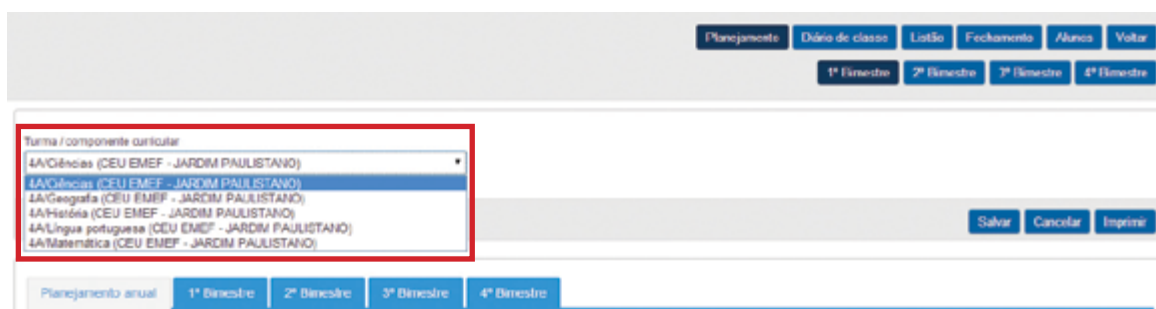 Planejamento Diário de classe Listão Fechamento Alunos Voltar
1º Bimestre 2º Bimestre 3º Bimestre 4º Bimestre
Turma / componente curricular
4A/Ciências (CEU EMEF - JARDIM PAULISTANO)
4A/Ciências (CEU EMEF - JARDIM PAULISTANO)
4A/Geografia (CEU EMEF - JARDIM PAULISTANO)
4A/História (CEU EMEF - JARDIM PAULISTANO)
4A/Língua portuguesa (CEU EMEF - JARDIM PAULISTANO)
4A/Matemática (CEU EMEF - JARDIM PAULISTANO)
Salvar Cancelar Imprimir
Planejamento anual 1º Bimestre 2º Bimestre 3º Bimestre 4º Bimestre